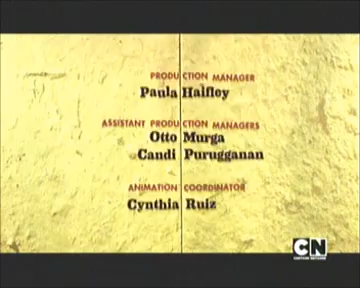 PRODUCTION MANAGER
Paula Haifley
ASSISTANT PRODUCTION MANAGERS
Otto Murga
Candi Purugganan
ANIMATION COORDINATOR
Cynthia Ruiz
CN
CARTOON NETWORK